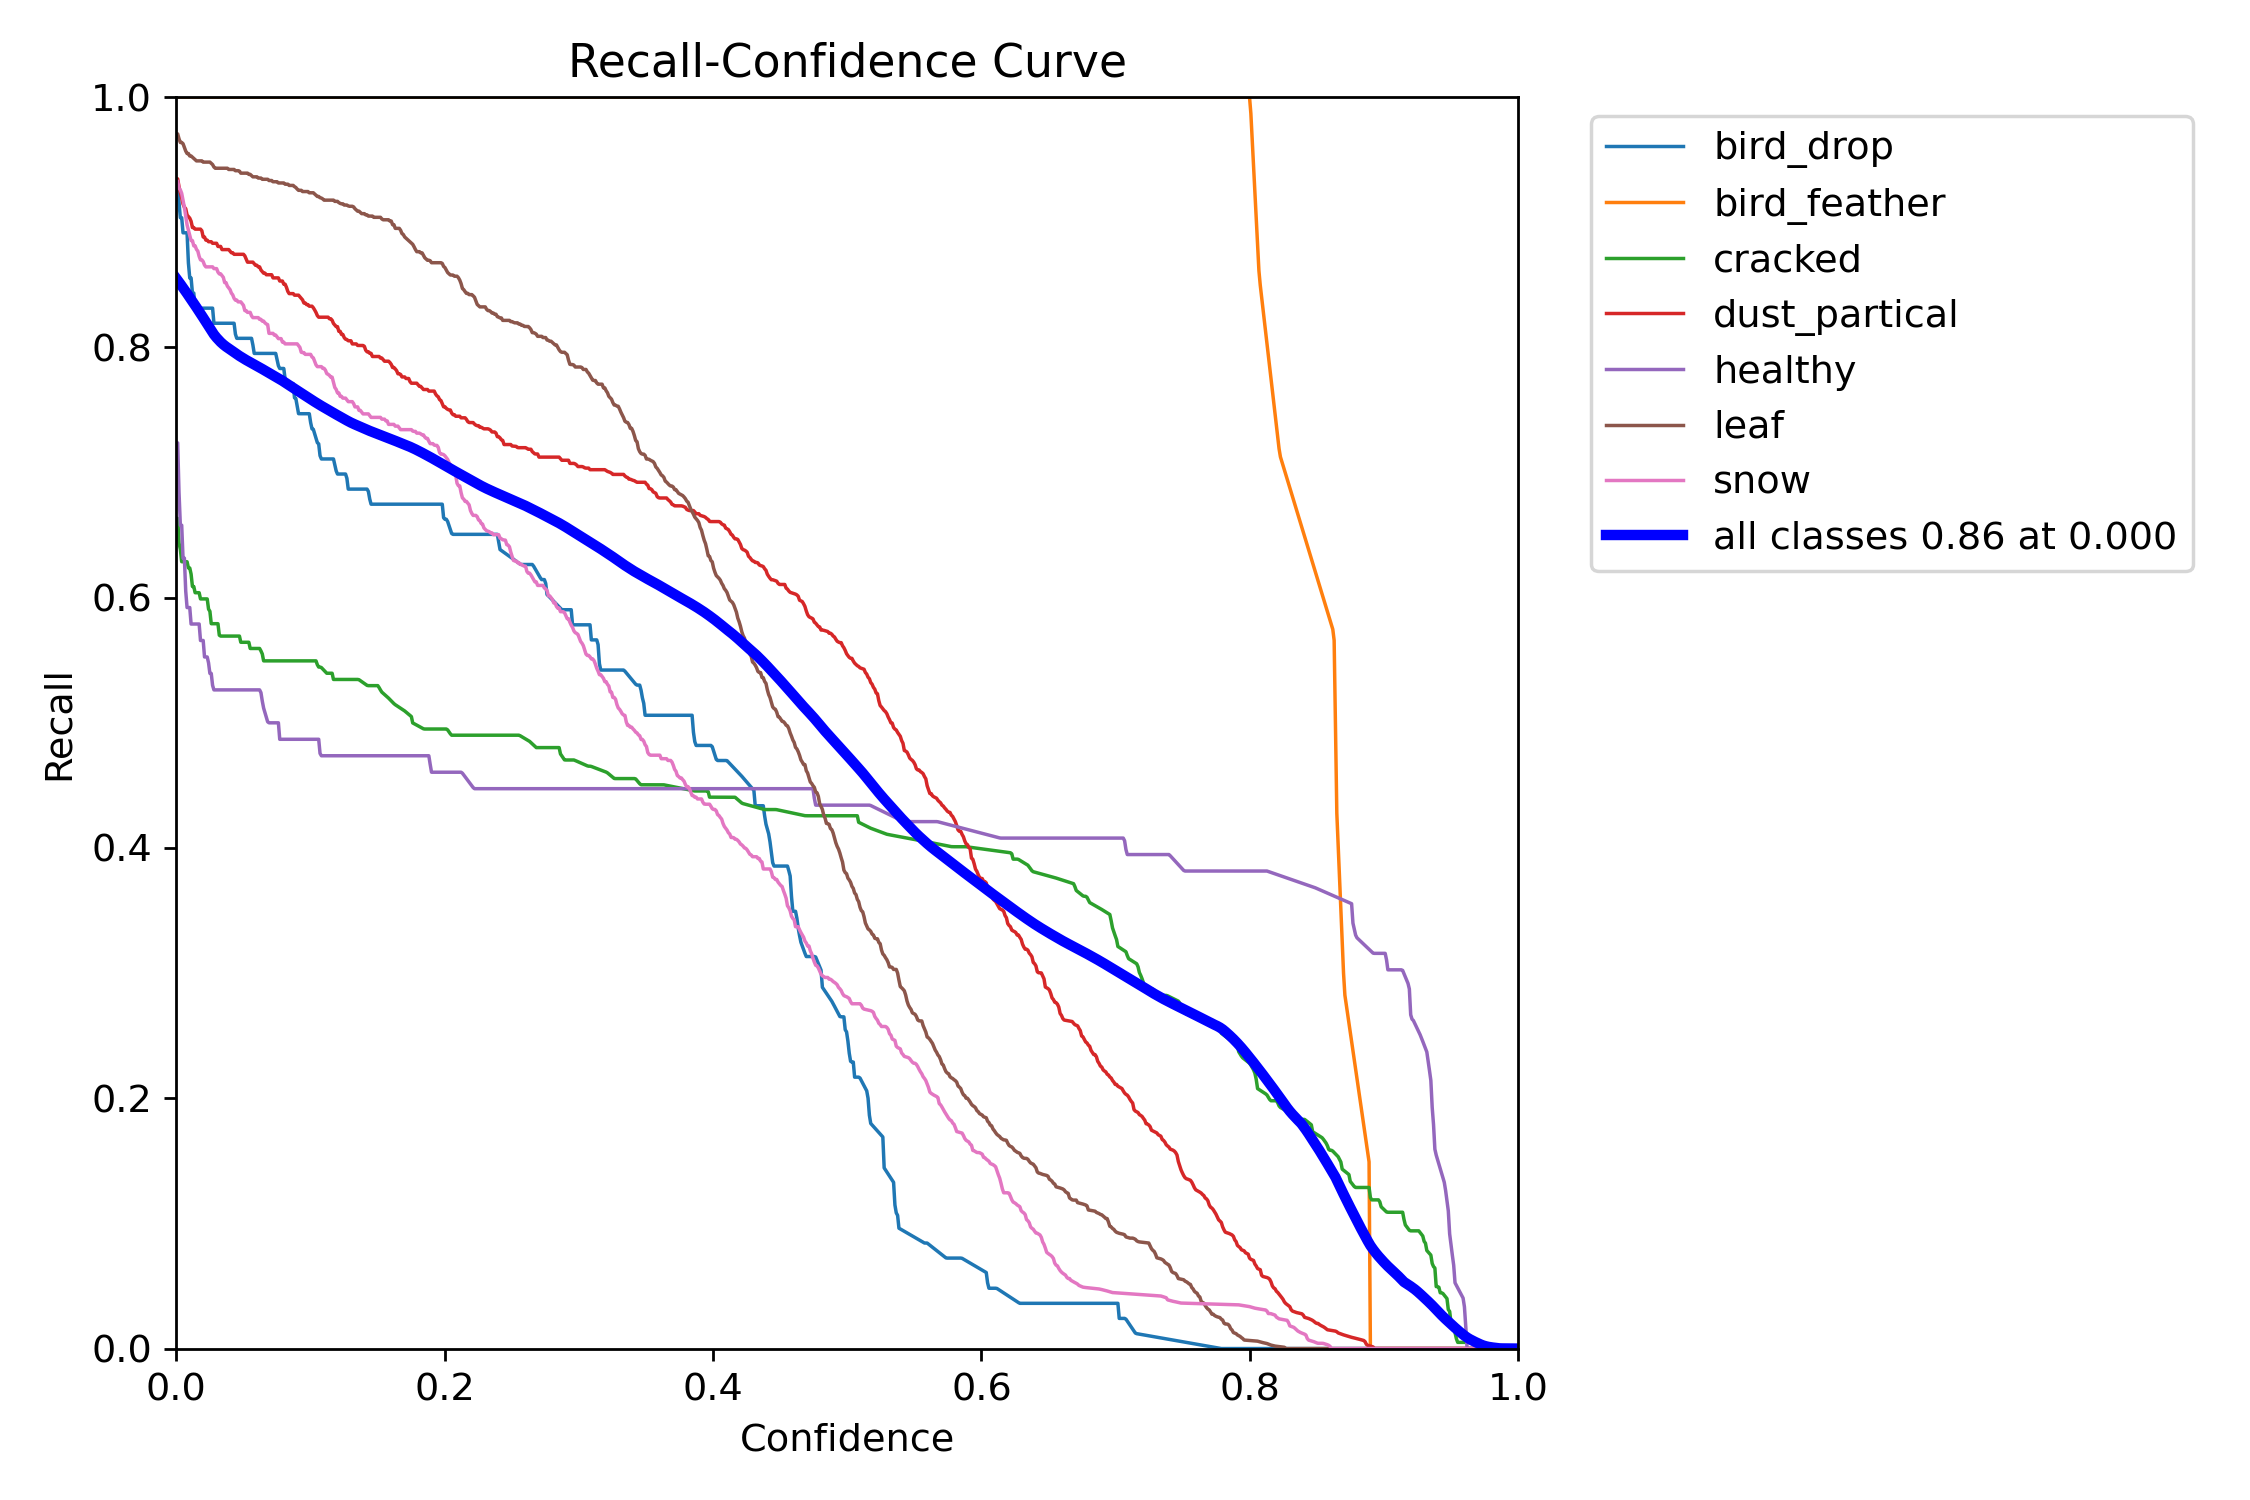 Recall-Confidence Curve
1.0
0.8
0.6
0.4
0.2
0.0
Recall
0.0 0.2 0.4 0.6 0.8 1.0
Confidence
bird_drop
bird_feather
cracked
dust_partical
healthy
leaf
snow
all classes 0.86 at 0.000